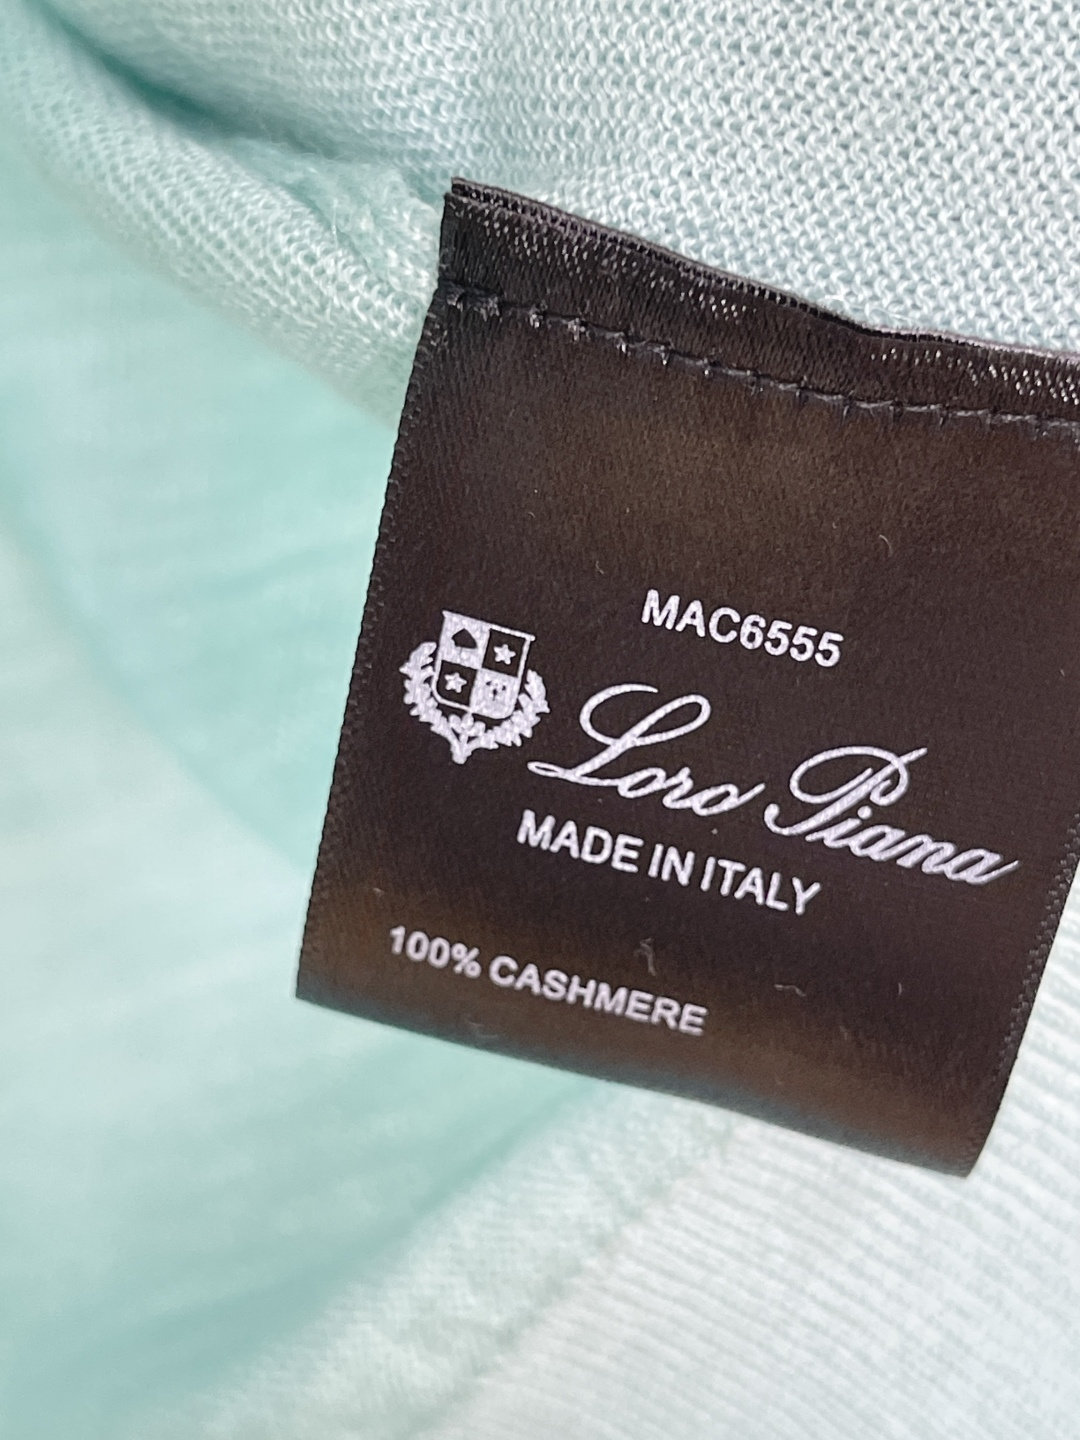 MAC6555
Loro Piana
MADE IN ITALY
100% CASHMERE